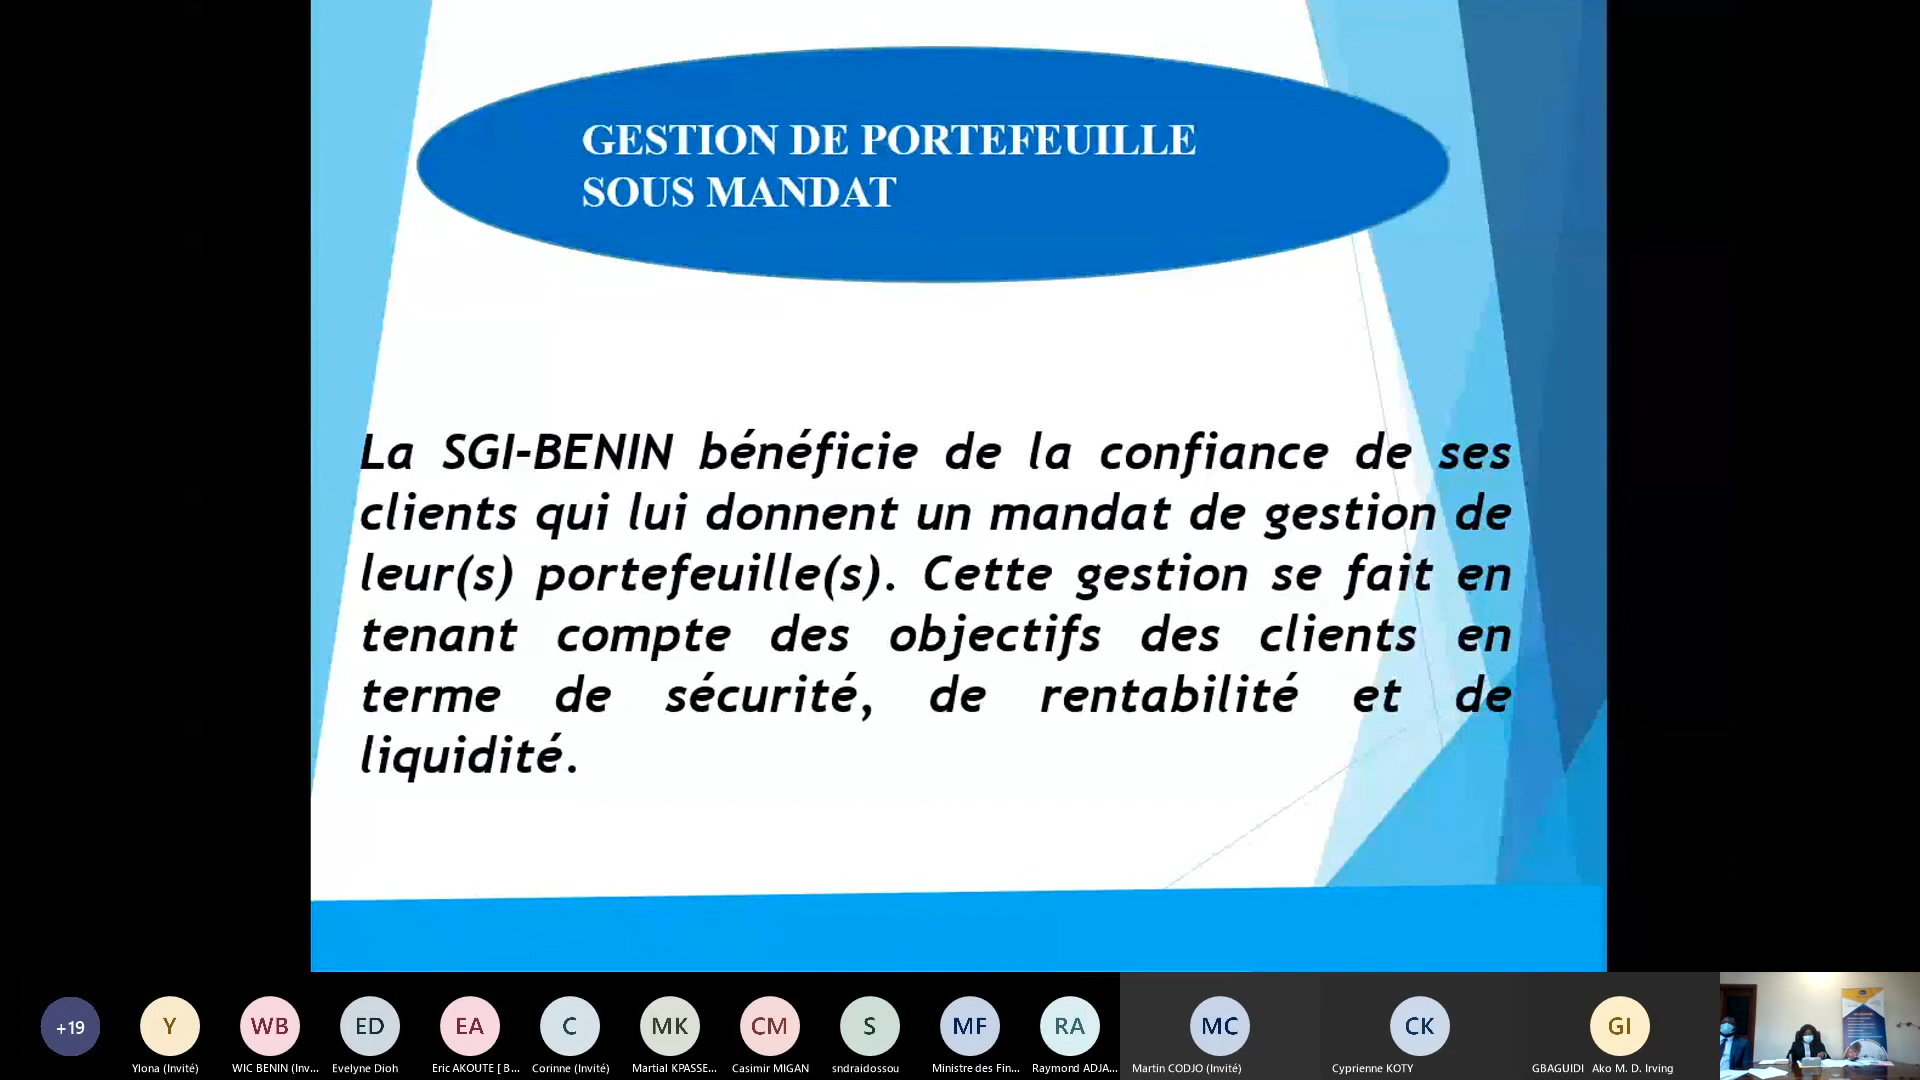 GESTION DE PORTEFEUILLE
SOUS MANDAT
La SGI-BENIN bénéficie de la confiance de ses
clients qui lui donnent un mandat de gestion de
leur(s) portefeuille(s). Cette gestion se fait en
tenant compte des objectifs des clients en
terme de sécurité, de rentabilité et de
liquidité.
+19
Y
WB
ED
EA
C
MK
CM
S
MF
RA
MC
CK
GI
Ylona (Invité)
WIC BENIN (Inv...
Evelyne Dioh
Eric AKOUTE [ B...
Corinne (Invité)
Martial KPASSE...
Casimir MIGAN
sndraidossou
Ministre des Fin...
Raymond ADJA...
Martin CODJO (Invité)
Cyprienne KOTY
GBAGUIDI Ako M. D. Irving